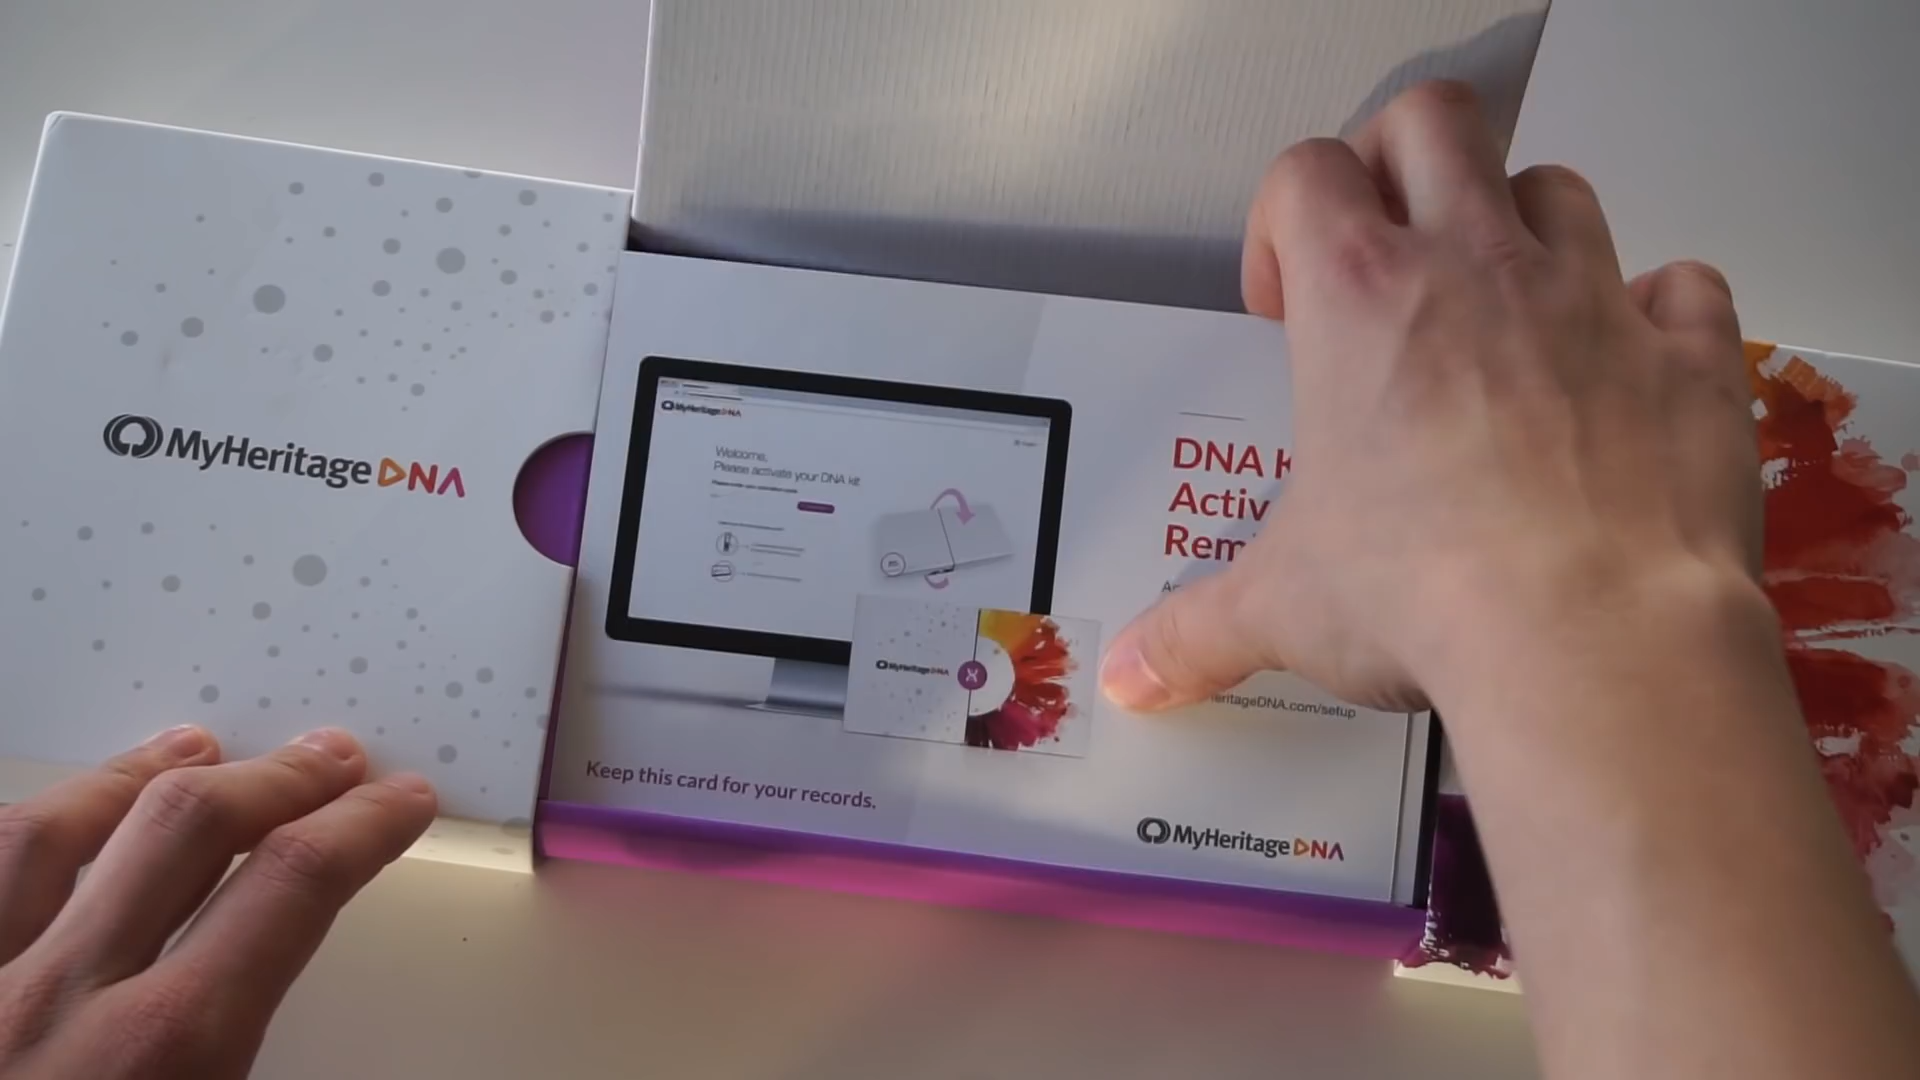 MyHeritage DNA
MyHeritage DNA
Welcome,
Please activate your DNA kit
DNA
Activ
Rem
MyHeritage DNA
eritageDNA.com/setup
Keep this card for your records.
MyHeritage DNA